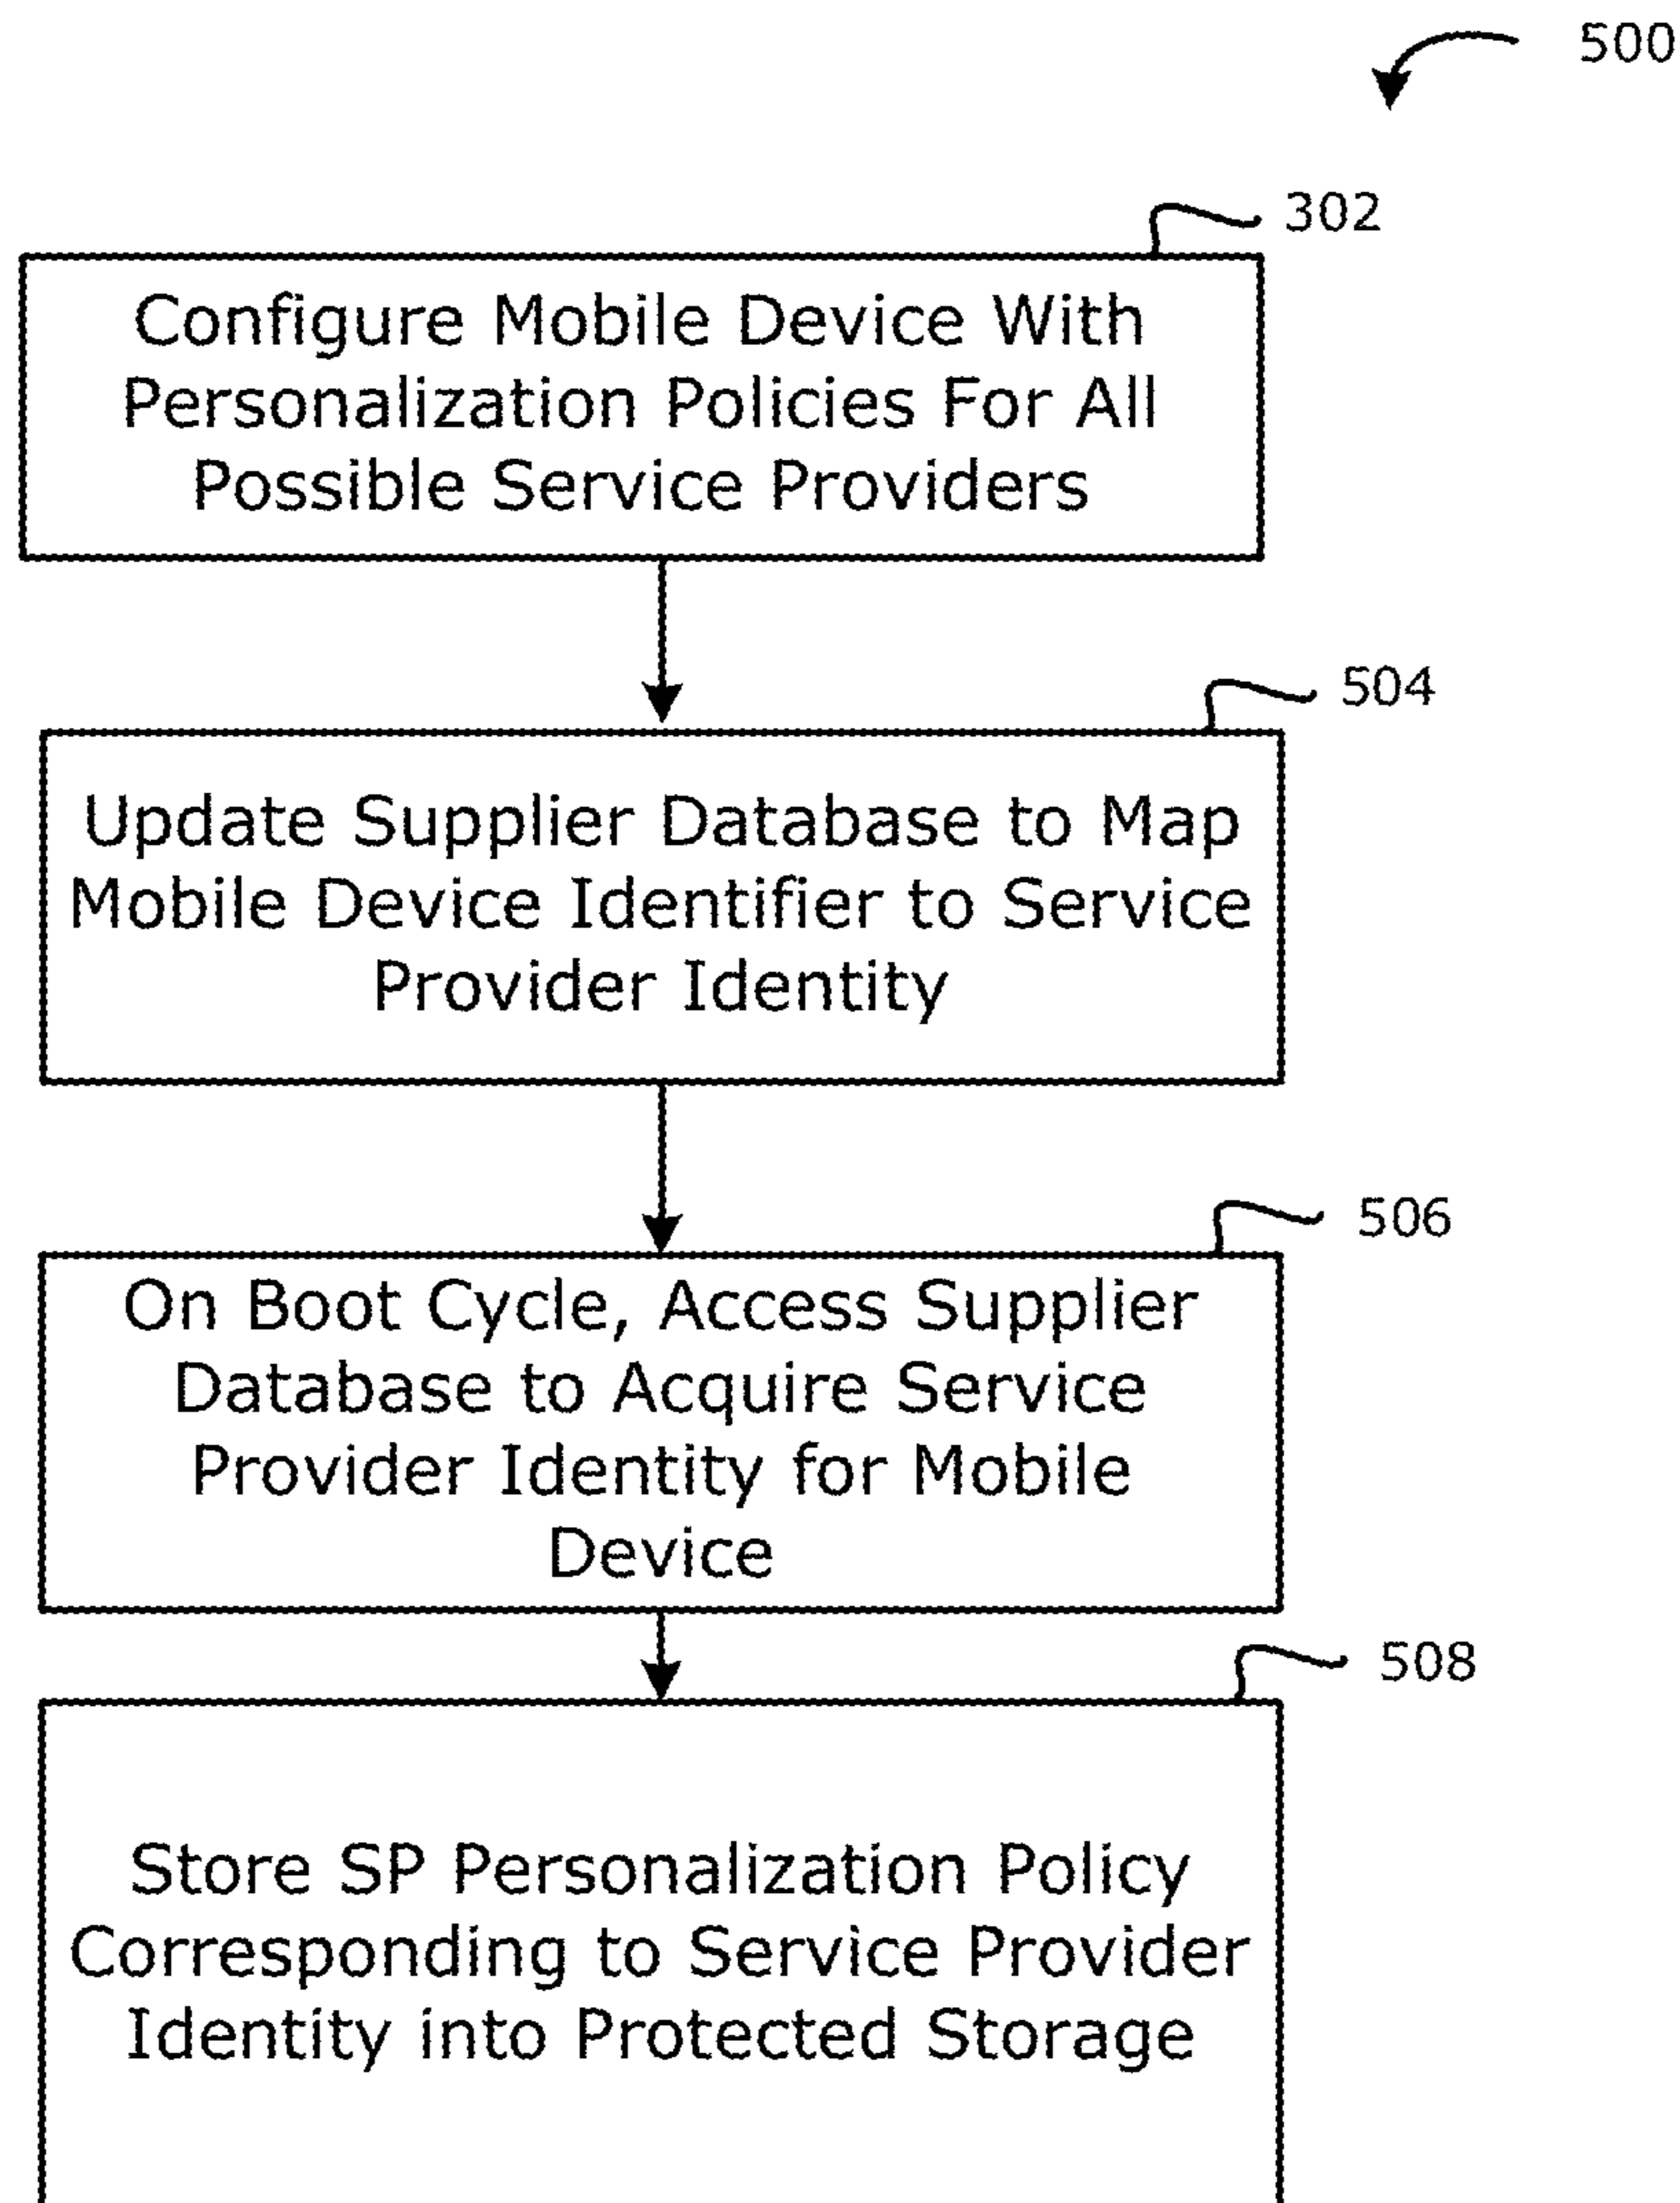 500
302
Configure Mobile Device With
Personalization Policies For All
Possible Service Providers
504
Update Supplier Database to Map
Mobile Device Identifier to Service
Provider Identity
506
On Boot Cycle, Access Supplier
Database to Acquire Service
Provider Identity for Mobile
Device
508
Store SP Personalization Policy
Corresponding to Service Provider
Identity into Protected Storage